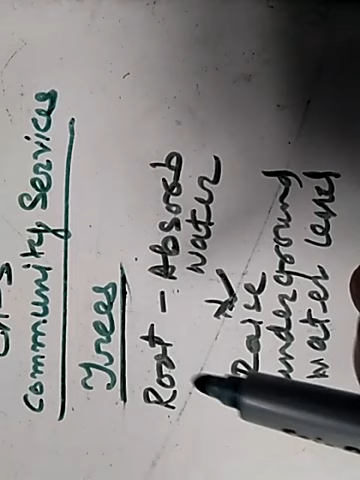 Community Services
Trees
Root - Absorb
water
Raise
underground
water level